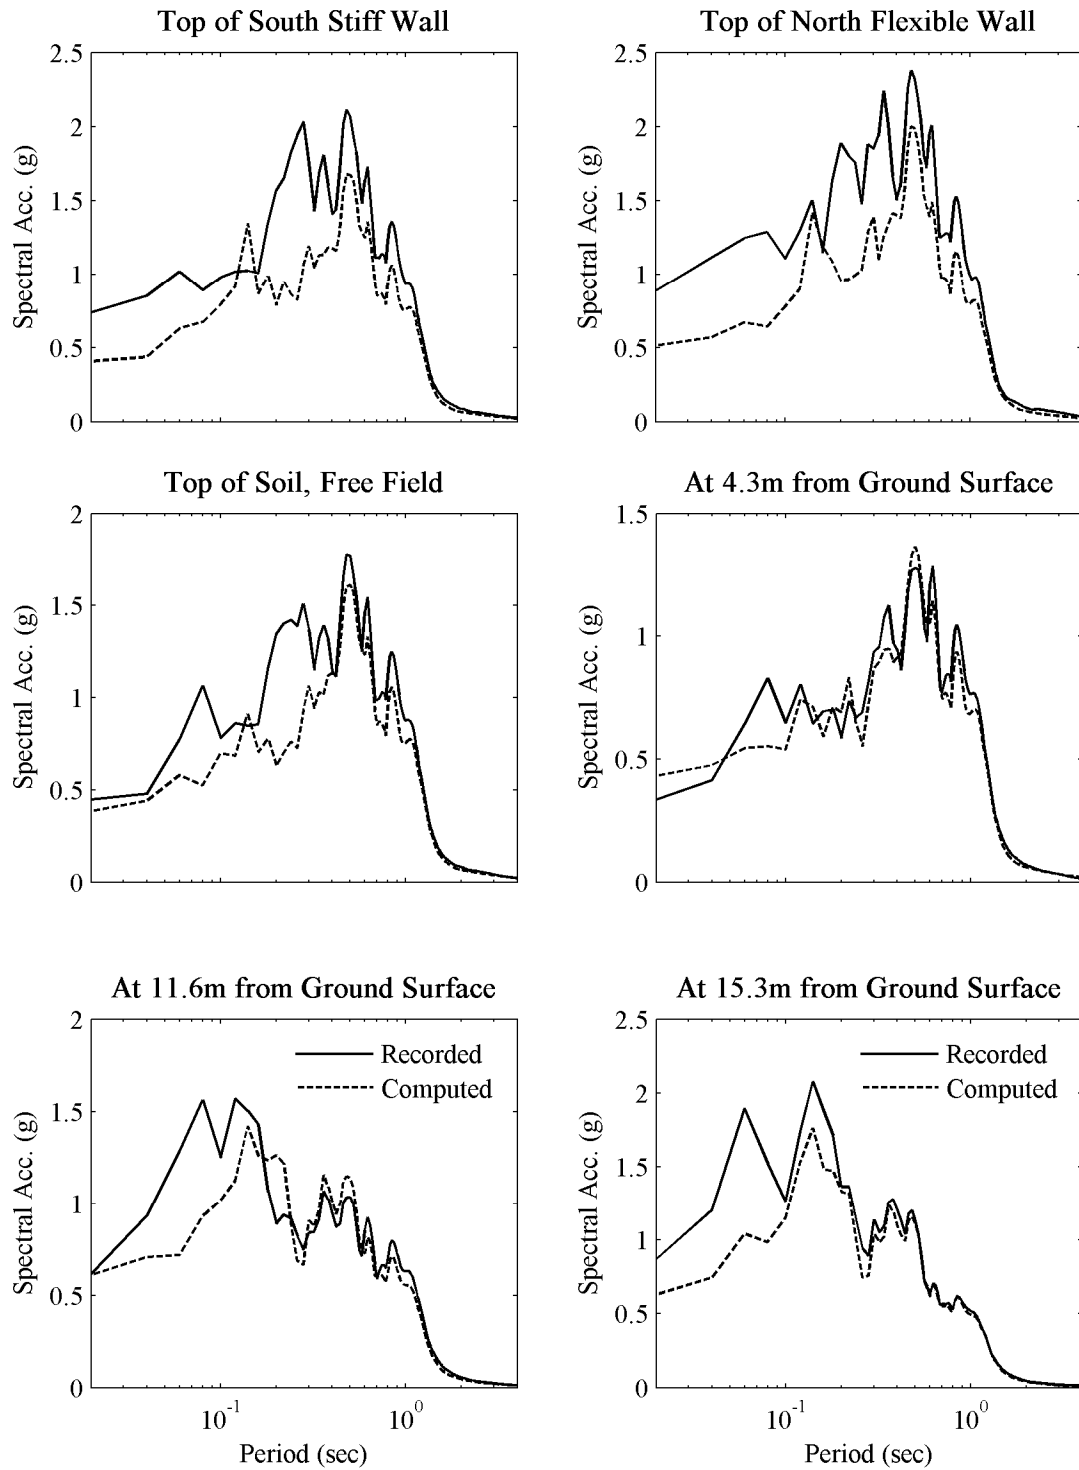 Top of South Stiff Wall
Top of North Flexible Wall
2.5
2
1.5
1
0.5
0
Spectral Acc. (g)
2.5
2
1.5
1
0.5
0
Spectral Acc. (g)
Top of Soil, Free Field
At 4.3m from Ground Surface
2
1.5
1
0.5
0
Spectral Acc. (g)
1.5
1
0.5
0
Spectral Acc. (g)
At 11.6m from Ground Surface
At 15.3m from Ground Surface
2
1.5
1
0.5
0
Spectral Acc. (g)
Recorded
Computed
10^-1
10^0
Period (sec)
2.5
2
1.5
1
0.5
0
Spectral Acc. (g)
Recorded
Computed
10^-1
10^0
Period (sec)